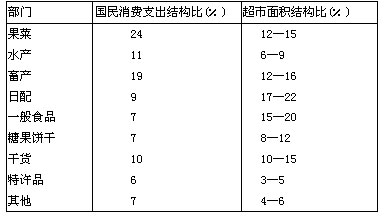 部门 国民消费支出结构比(%) 超市面积结构比(%)
果菜 24 12—15
水产 11 6—9
畜产 19 12—16
日配 9 17—22
一般食品 7 15—20
糖果饼干 7 8—12
干货 10 10—15
特许品 6 3—5
其他 7 4—6